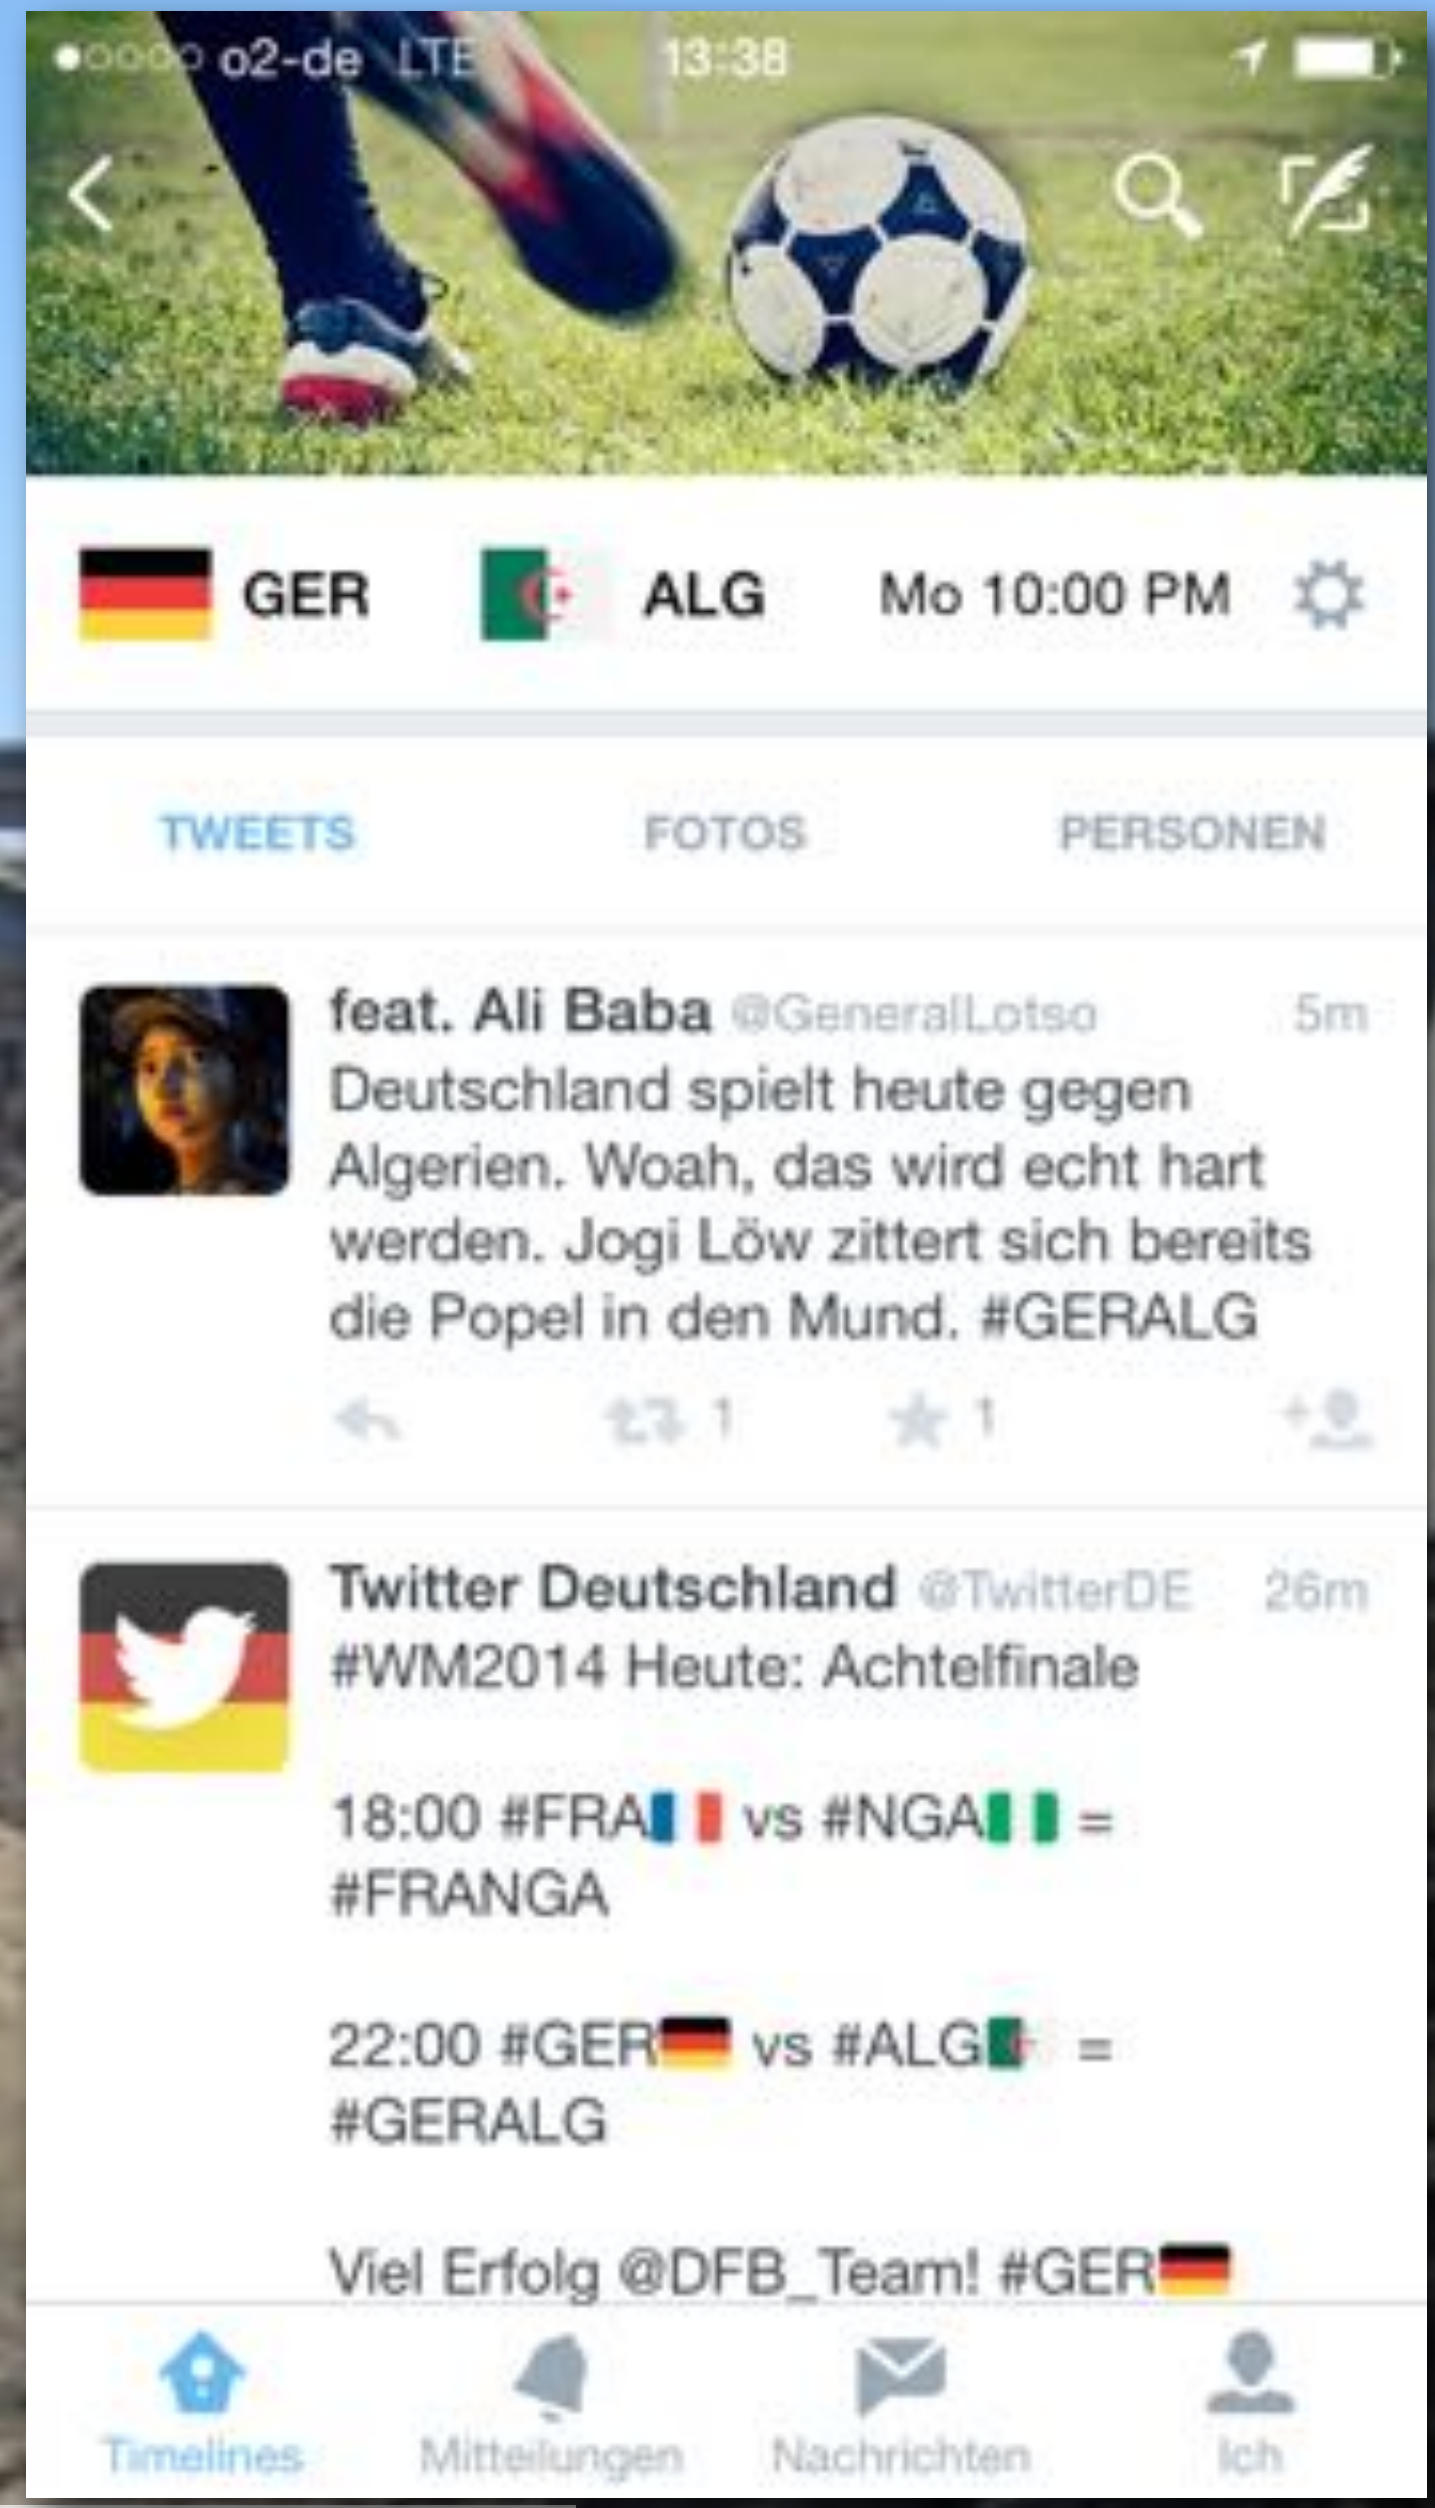 o2-de LTE 13:38
GER ALG Mo 10:00 PM
TWEETS FOTOS PERSONEN
feat. Ali Baba @GeneralLotso 5m
Deutschland spielt heute gegen
Algerien. Woah, das wird echt hart
werden. Jogi Löw zittert sich bereits
die Popel in den Mund. #GERALG
1 1
Twitter Deutschland @TwitterDE 26m
#WM2014 Heute: Achtelfinale
18:00 #FRA🇫🇷 vs #NGA🇳🇬 =
#FRANGA
22:00 #GER🇩🇪 vs #ALG🇩🇿 =
#GERALG
Viel Erfolg @DFB_Team! #GER🇩🇪
Timelines Mitteilungen Nachrichten Ich